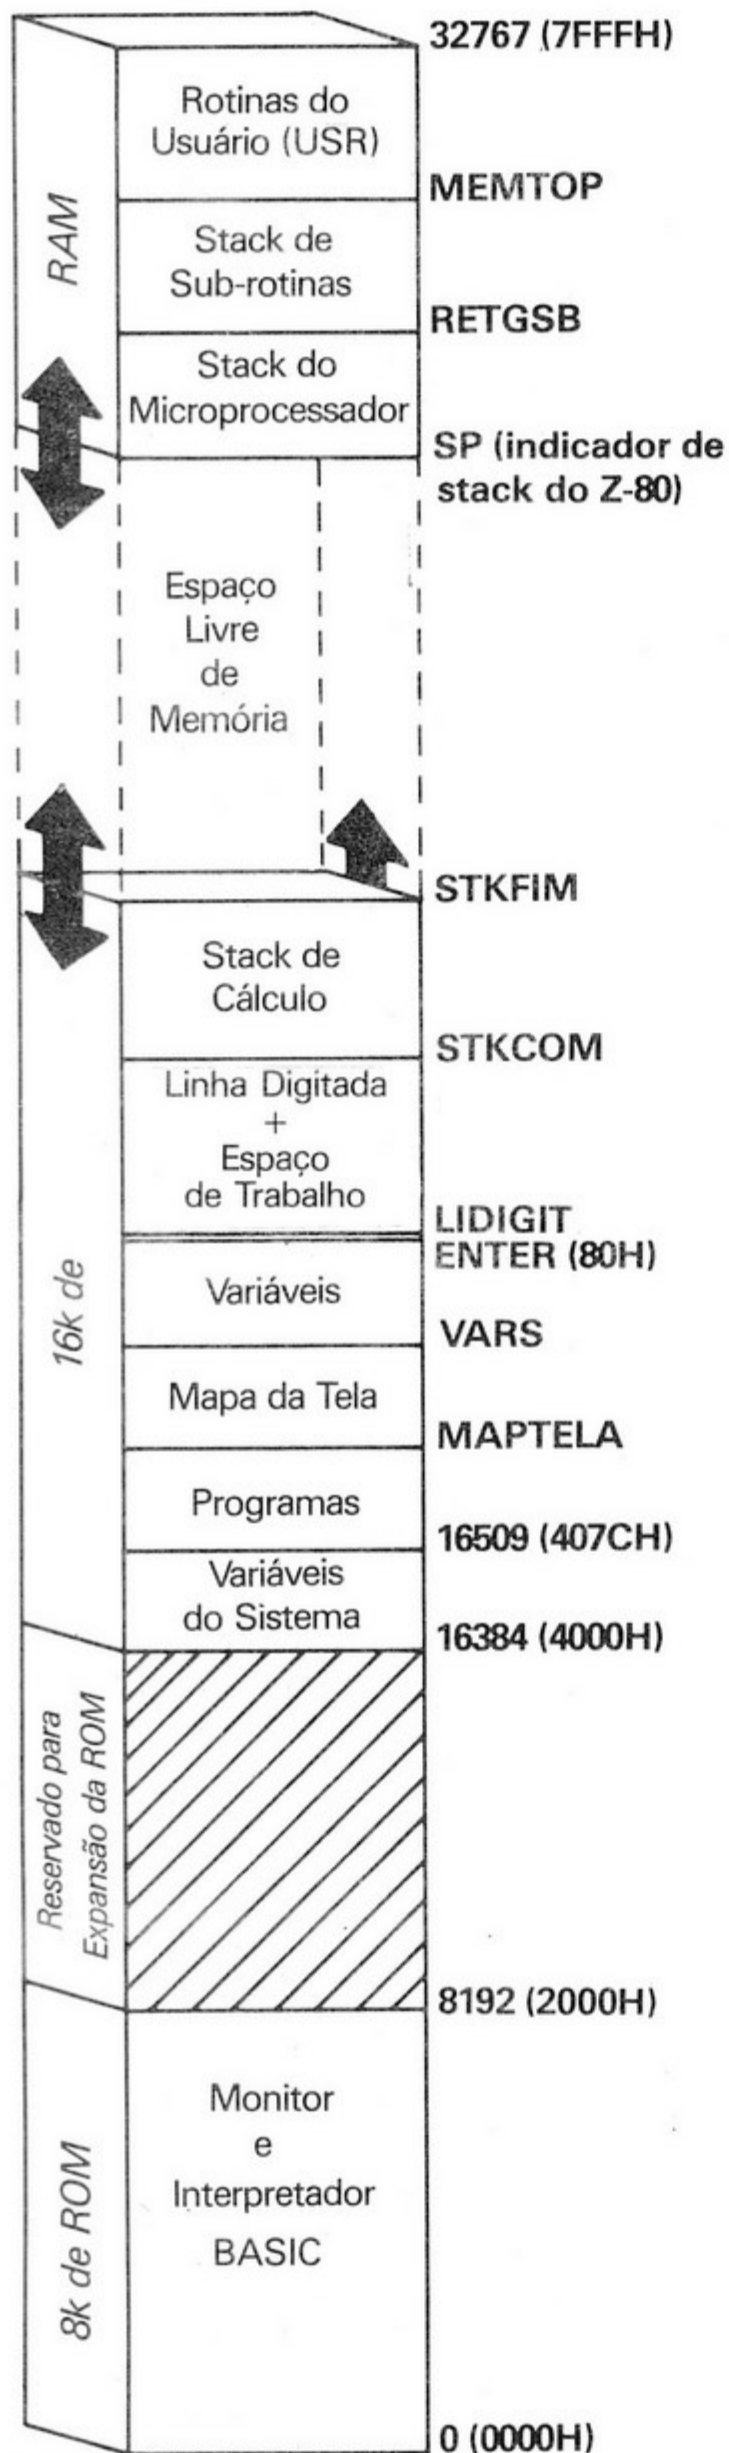 32767 (7FFFH)
Rotinas do
Usuário (USR)
MEMTOP
RAM
Stack de
Sub-rotinas
RETGSB
Stack do
Microprocessador
SP (indicador de
stack do Z-80)
Espaço
Livre
de
Memória
STKFIM
Stack de
Cálculo
STKCOM
Linha Digitada
+
Espaço
de Trabalho
LIDIGIT
ENTER (80H)
16k de
Variáveis
VARS
Mapa da Tela
MAPTELA
Programas
16509 (407CH)
Variáveis
do Sistema
16384 (4000H)
Reservado para
Expansão da ROM
8192 (2000H)
Monitor
e
Interpretador
BASIC
8k de ROM
0 (0000H)